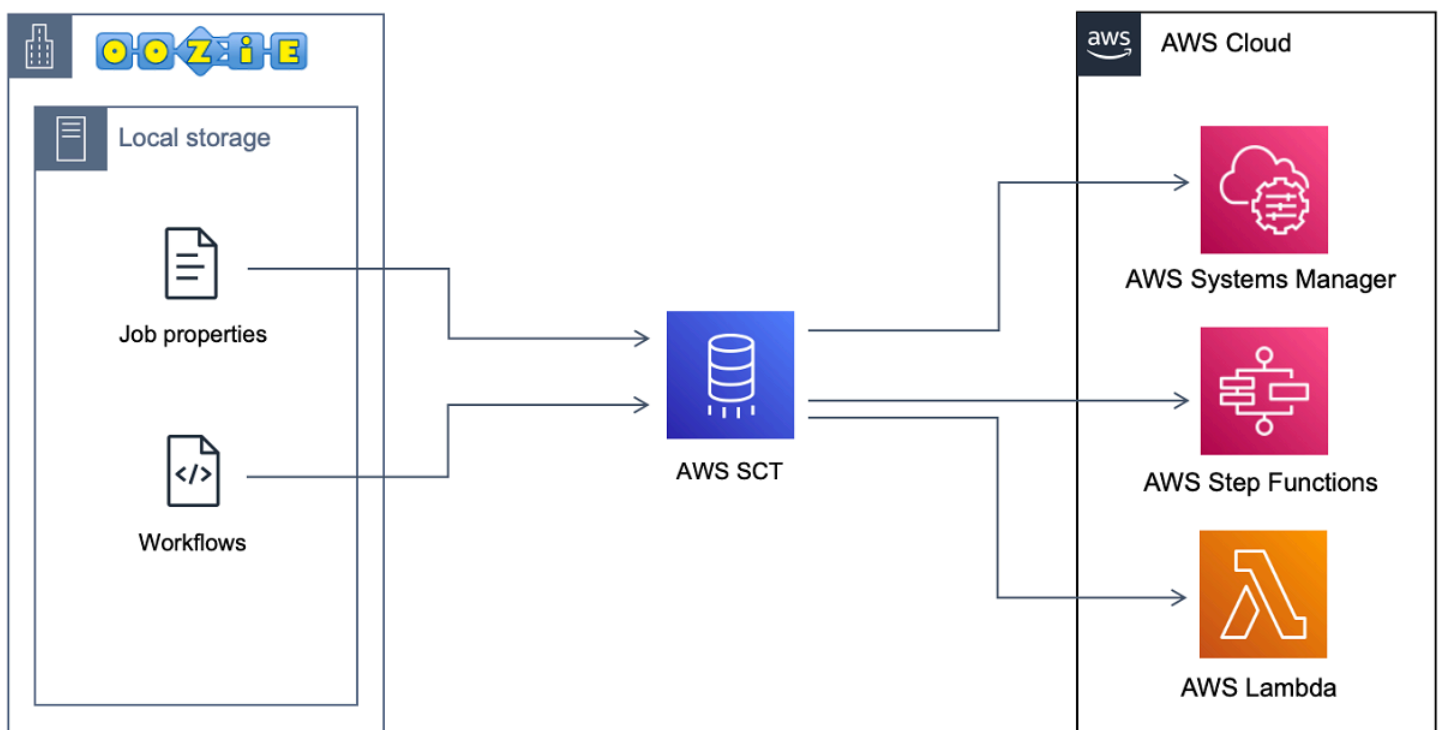 OOZiE
Local storage
Job properties
</>
Workflows
AWS SCT
aws
AWS Cloud
AWS Systems Manager
AWS Step Functions
AWS Lambda